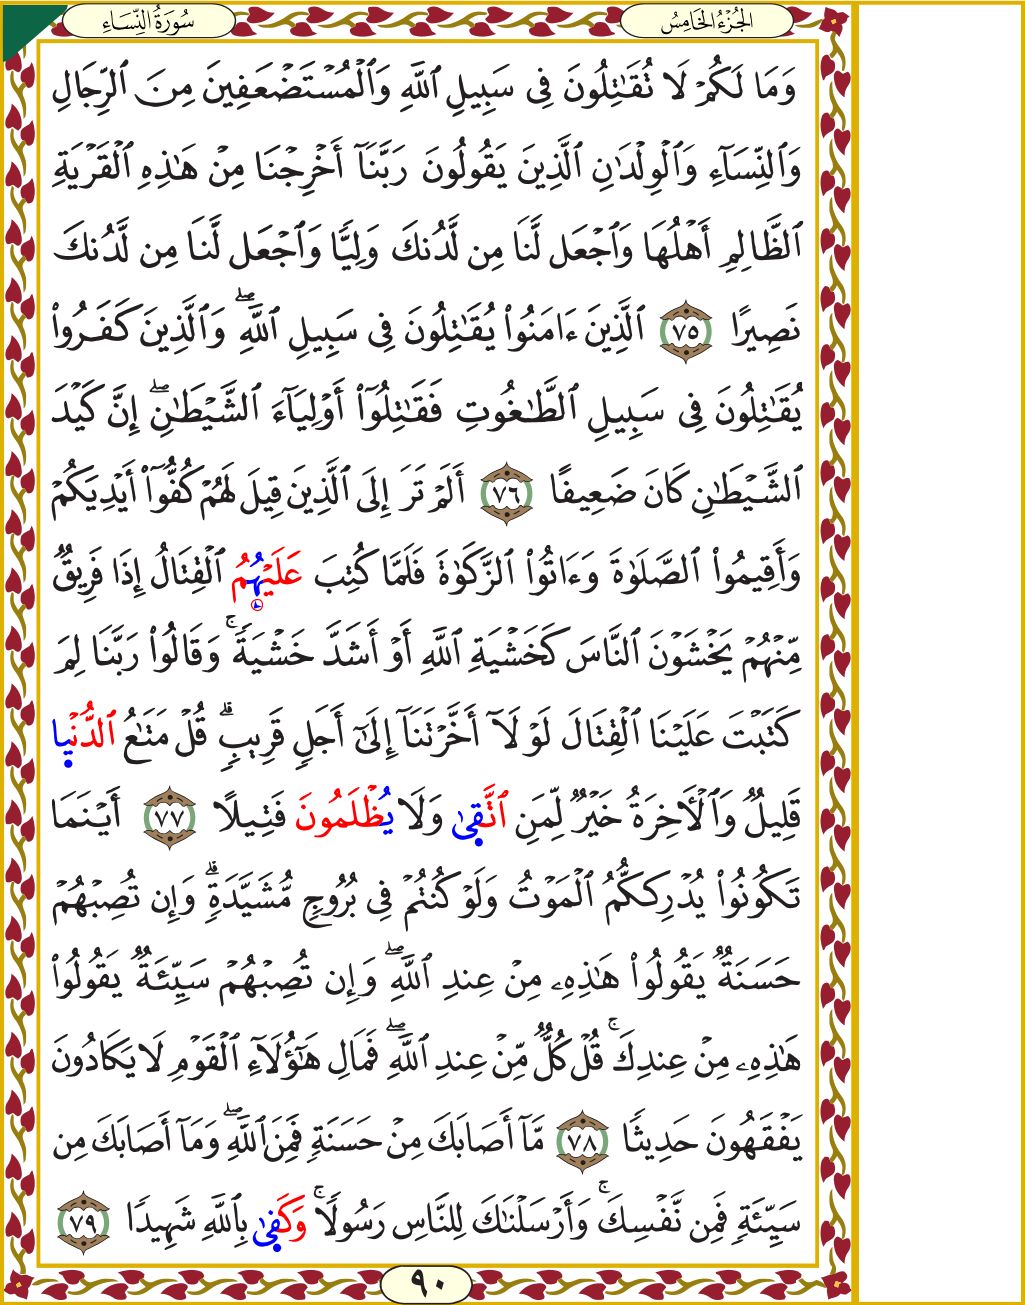 الجُزْءُ الخَامِسُ
سُورَةُ النِّسَاءِ
وَمَا لَكُمْ لَا تُقَٰتِلُونَ فِى سَبِيلِ ٱللَّهِ وَٱلْمُسْتَضْعَفِينَ مِنَ ٱلرِّجَالِ
وَٱلنِّسَآءِ وَٱلْوِلْدَٰنِ ٱلَّذِينَ يَقُولُونَ رَبَّنَآ أَخْرِجْنَا مِنْ هَٰذِهِ ٱلْقَرْيَةِ
ٱلظَّالِمِ أَهْلُهَا وَٱجْعَل لَّنَا مِن لَّدُنكَ وَلِيًّا وَٱجْعَل لَّنَا مِن لَّدُنكَ
نَصِيرًا ٧٥ ٱلَّذِينَ ءَامَنُوا۟ يُقَٰتِلُونَ فِى سَبِيلِ ٱللَّهِۖ وَٱلَّذِينَ كَفَرُوا۟
يُقَٰتِلُونَ فِى سَبِيلِ ٱلطَّٰغُوتِ فَقَٰتِلُوٓا۟ أَوْلِيَآءَ ٱلشَّيْطَٰنِۖ إِنَّ كَيْدَ
ٱلشَّيْطَٰنِ كَانَ ضَعِيفًا ٧٦ أَلَمْ تَرَ إِلَى ٱلَّذِينَ قِيلَ لَهُمْ كُفُّوٓا۟ أَيْدِيَكُمْ
وَأَقِيمُوا۟ ٱلصَّلَوٰةَ وَءَاتُوا۟ ٱلزَّكَوٰةَ فَلَمَّا كُتِبَ عَلَيْهُمُ ٱلْقِتَالُ إِذَا فَرِيقٌ
مِّنْهُمْ يَخْشَوْنَ ٱلنَّاسَ كَخَشْيَةِ ٱللَّهِ أَوْ أَشَدَّ خَشْيَةًۚ وَقَالُوا۟ رَبَّنَا لِمَ
كَتَبْتَ عَلَيْنَا ٱلْقِتَالَ لَوْلَآ أَخَّرْتَنَآ إِلَىٰٓ أَجَلٍ قَرِيبٍۗ قُلْ مَتَٰعُ ٱلدُّنْيٜا
قَلِيلٌ وَٱلْأَخِرَةُ خَيْرٌ لِّمَنِ ٱتَّقٜىٰ وَلَا يُظْلَمُونَ فَتِيلًا ٧٧ أَيْنَمَا
تَكُونُوا۟ يُدْرِككُّمُ ٱلْمَوْتُ وَلَوْ كُنتُمْ فِى بُرُوجٍ مُّشَيَّدَةٍۗ وَإِن تُصِبْهُمْ
حَسَنَةٌ يَقُولُوا۟ هَٰذِهِۦ مِنْ عِندِ ٱللَّهِۖ وَإِن تُصِبْهُمْ سَيِّئَةٌ يَقُولُوا۟
هَٰذِهِۦ مِنْ عِندِكَۚ قُلْ كُلٌّ مِّنْ عِندِ ٱللَّهِۖ فَمَالِ هَٰٓؤُلَآءِ ٱلْقَوْمِ لَا يَكَادُونَ
يَفْقَهُونَ حَدِيثًا ٧٨ مَّآ أَصَابَكَ مِنْ حَسَنَةٍ فَمِنَ ٱللَّهِۖ وَمَآ أَصَابَكَ مِن
سَيِّئَةٍ فَمِن نَّفْسِكَۚ وَأَرْسَلْنَٰكَ لِلنَّاسِ رَسُولًاۚ وَكَفٜىٰ بِٱللَّهِ شَهِيدًا ٧٩
٩٠